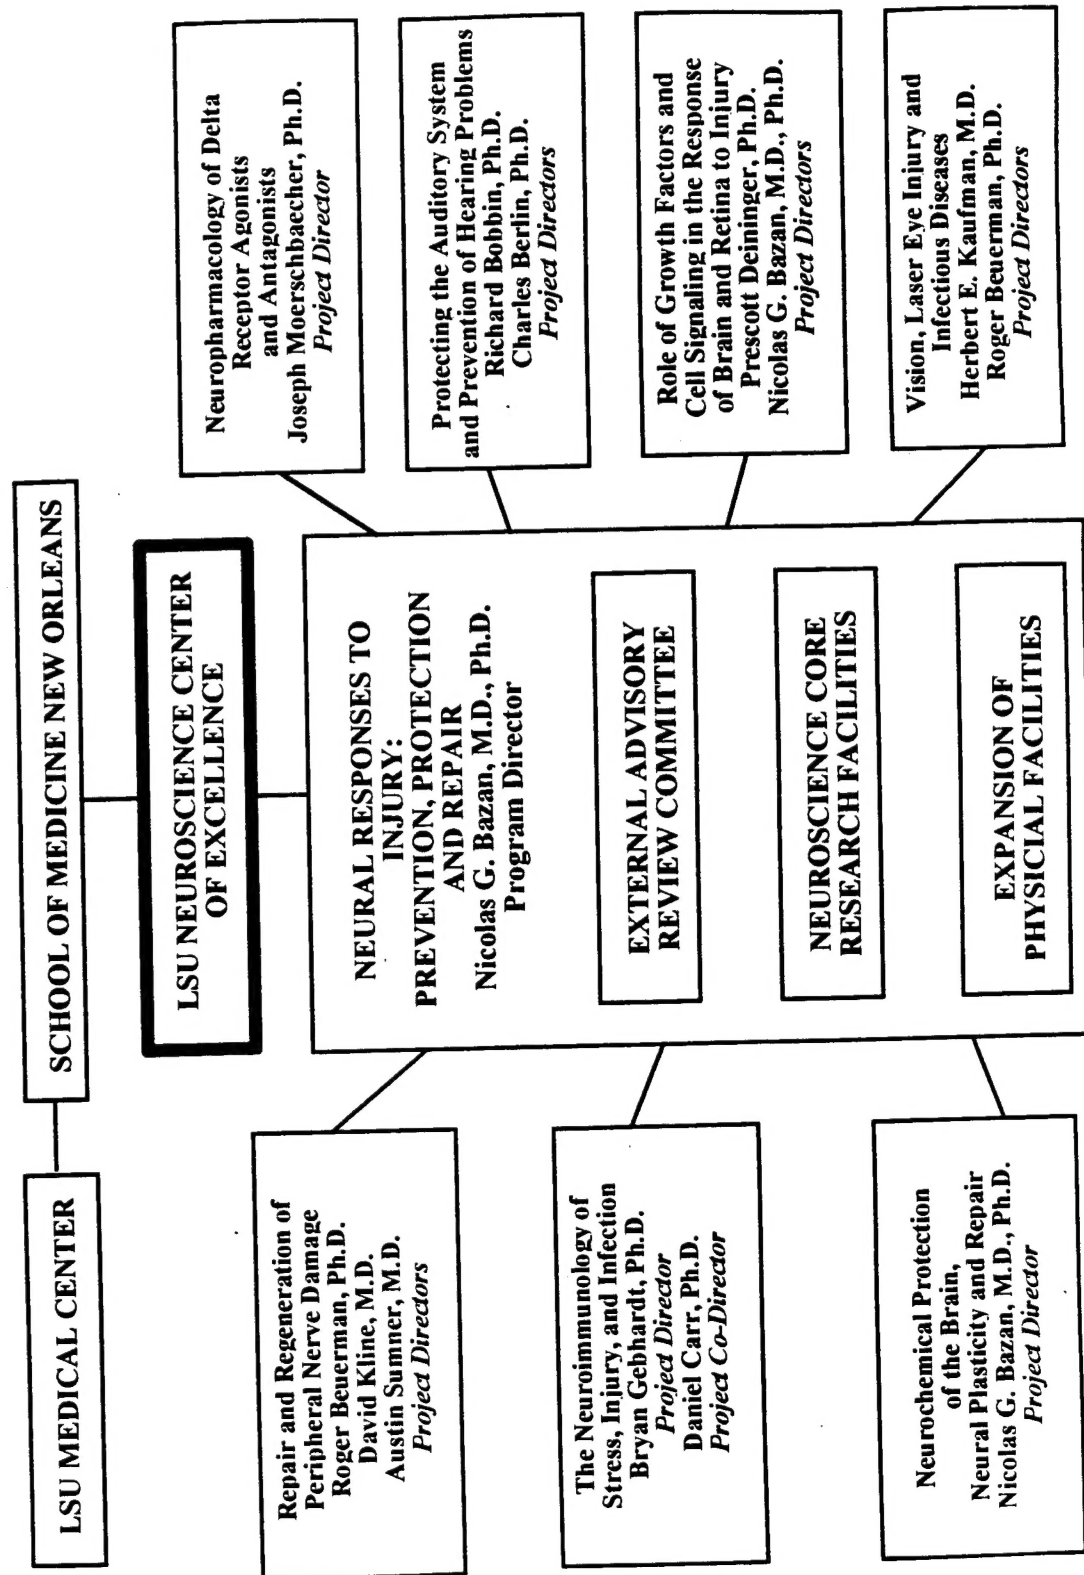 LSU MEDICAL CENTER
SCHOOL OF MEDICINE NEW ORLEANS
LSU NEUROSCIENCE CENTER
OF EXCELLENCE
NEURAL RESPONSES TO
INJURY:
PREVENTION, PROTECTION
AND REPAIR
Nicolas G. Bazan, M.D., Ph.D.
Program Director
EXTERNAL ADVISORY
REVIEW COMMITTEE
NEUROSCIENCE CORE
RESEARCH FACILITIES
EXPANSION OF
PHYSICIAL FACILITIES
Repair and Regeneration of
Peripheral Nerve Damage
Roger Beuerman, Ph.D.
David Kline, M.D.
Austin Sumner, M.D.
Project Directors
The Neuroimmunology of
Stress, Injury, and Infection
Bryan Gebhardt, Ph.D.
Project Director
Daniel Carr, Ph.D.
Project Co-Director
Neurochemical Protection
of the Brain,
Neural Plasticity and Repair
Nicolas G. Bazan, M.D., Ph.D.
Project Director
Neuropharmacology of Delta
Receptor Agonists
and Antagonists
Joseph Moerschbaecher, Ph.D.
Project Director
Protecting the Auditory System
and Prevention of Hearing Problems
Richard Bobbin, Ph.D.
Charles Berlin, Ph.D.
Project Directors
Role of Growth Factors and
Cell Signaling in the Response
of Brain and Retina to Injury
Prescott Deininger, Ph.D.
Nicolas G. Bazan, M.D., Ph.D.
Project Directors
Vision, Laser Eye Injury and
Infectious Diseases
Herbert E. Kaufman, M.D.
Roger Beuerman, Ph.D.
Project Directors